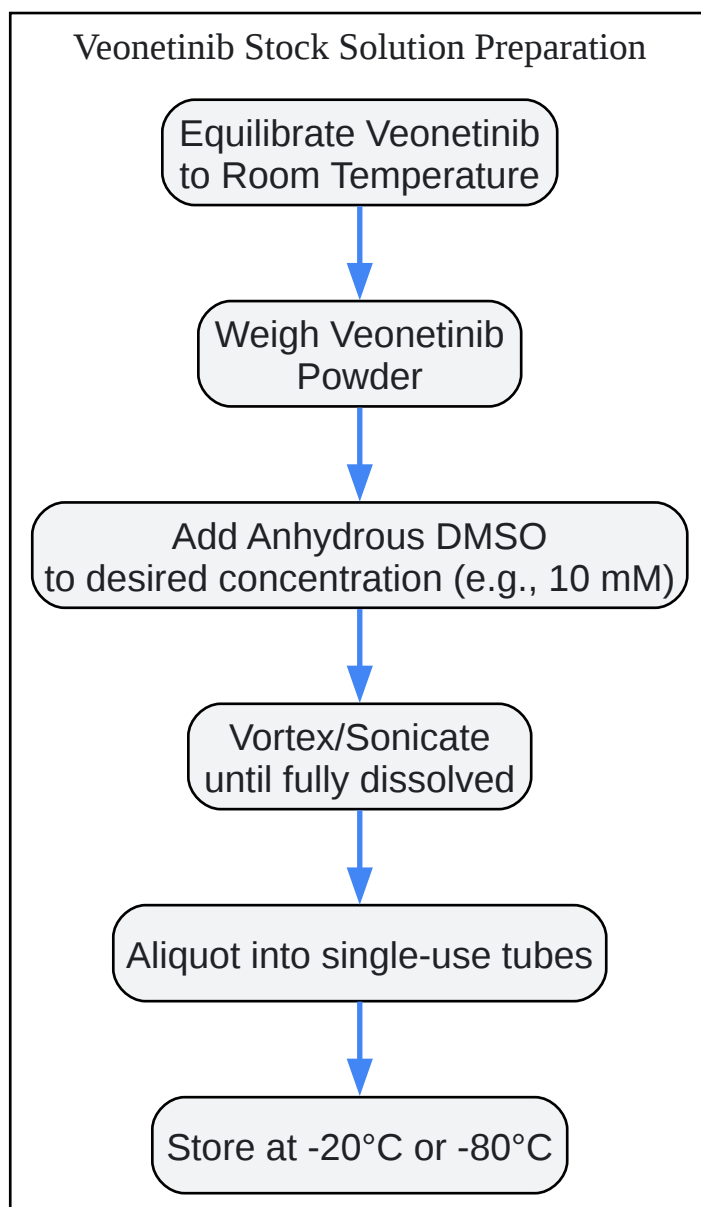 Veonetinib Stock Solution Preparation
Equilibrate Veonetinib
to Room Temperature
Weigh Veonetinib
Powder
Add Anhydrous DMSO
to desired concentration (e.g., 10 mM)
Vortex/Sonicate
until fully dissolved
Aliquot into single-use tubes
Store at -20°C or -80°C